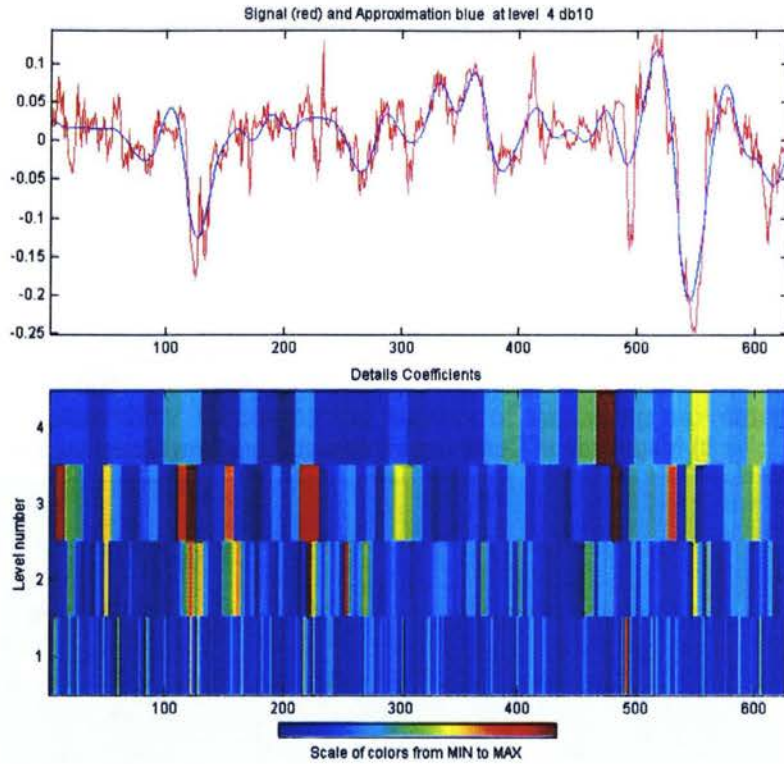 Signal (red) and Approximation blue at level 4 db10
0.1
0.05
0
-0.05
-0.1
-0.15
-0.2
-0.25
100 200 300 400 500 600
Details Coefficients
Level number
4
3
2
1
100 200 300 400 500 600
Scale of colors from MIN to MAX